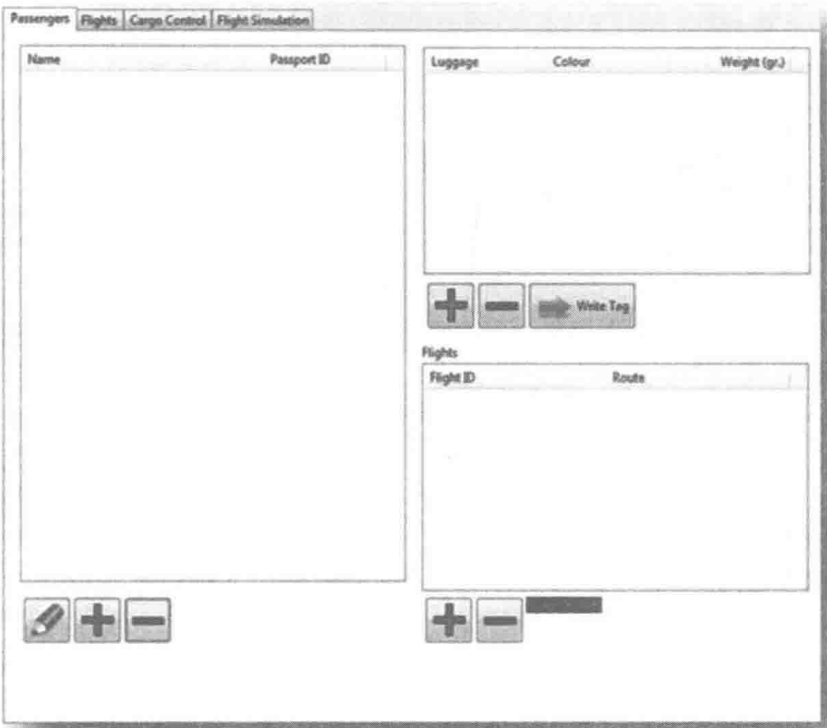 Passengers Flights Cargo Control Flight Simulation
Name Passport ID
Luggage Colour Weight (gr.)
Write Tag
Flights
Flight ID Route